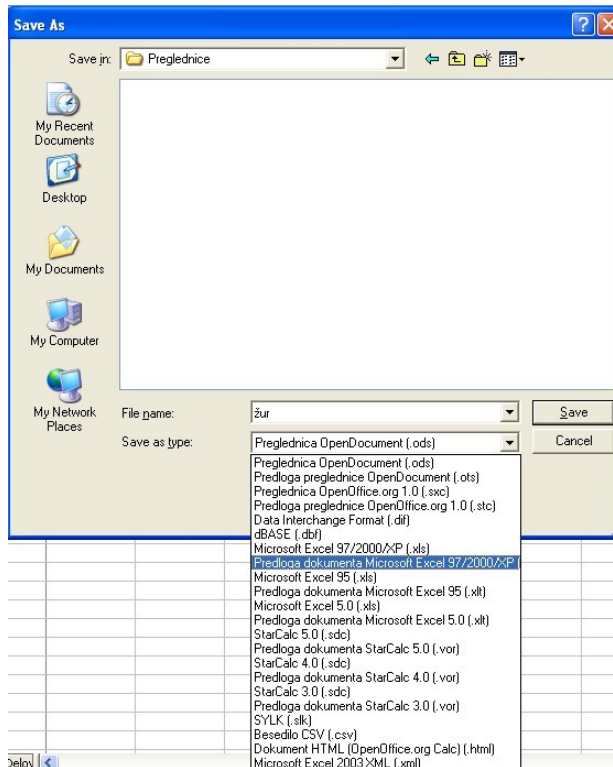 Save As
Save in:
Preglednice
My Recent
Documents
Desktop
My Documents
My Computer
My Network
Places
File name:
žur
Save
Save as type:
Preglednica OpenDocument (.ods)
Cancel
Preglednica OpenDocument (.ods)
Predloga preglednice OpenDocument (.ots)
Preglednica OpenOffice.org 1.0 (.sxc)
Predloga preglednice OpenOffice.org 1.0 (.stc)
Data Interchange Format (.dif)
dBASE (.dbf)
Microsoft Excel 97/2000/XP (.xls)
Predloga dokumenta Microsoft Excel 97/2000/XP (
Microsoft Excel 95 (.xls)
Predloga dokumenta Microsoft Excel 95 (.xlt)
Microsoft Excel 5.0 (.xls)
Predloga dokumenta Microsoft Excel 5.0 (.xlt)
StarCalc 5.0 (.sdc)
Predloga dokumenta StarCalc 5.0 (.vor)
StarCalc 4.0 (.sdc)
Predloga dokumenta StarCalc 4.0 (.vor)
StarCalc 3.0 (.sdc)
Predloga dokumenta StarCalc 3.0 (.vor)
SYLK (.slk)
Besedilo CSV (.csv)
Dokument HTML (OpenOffice.org Calc) (.html)
Microsoft Excel 2003 XML (.xml)